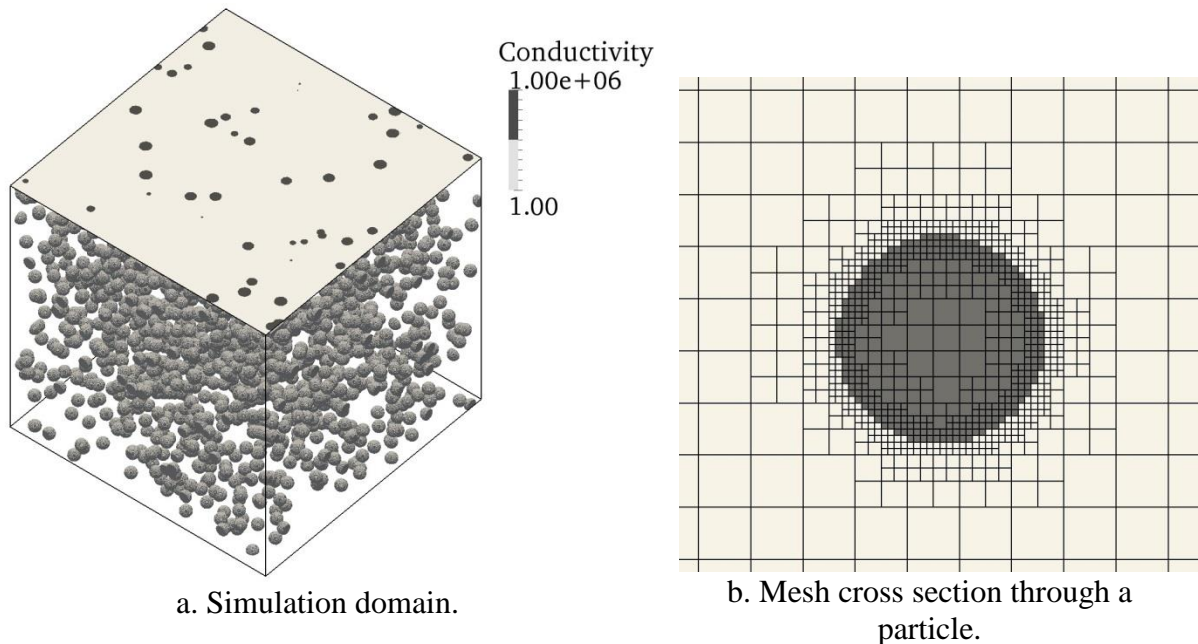 Conductivity
1.00e+06
1.00
a. Simulation domain.
b. Mesh cross section through a
particle.